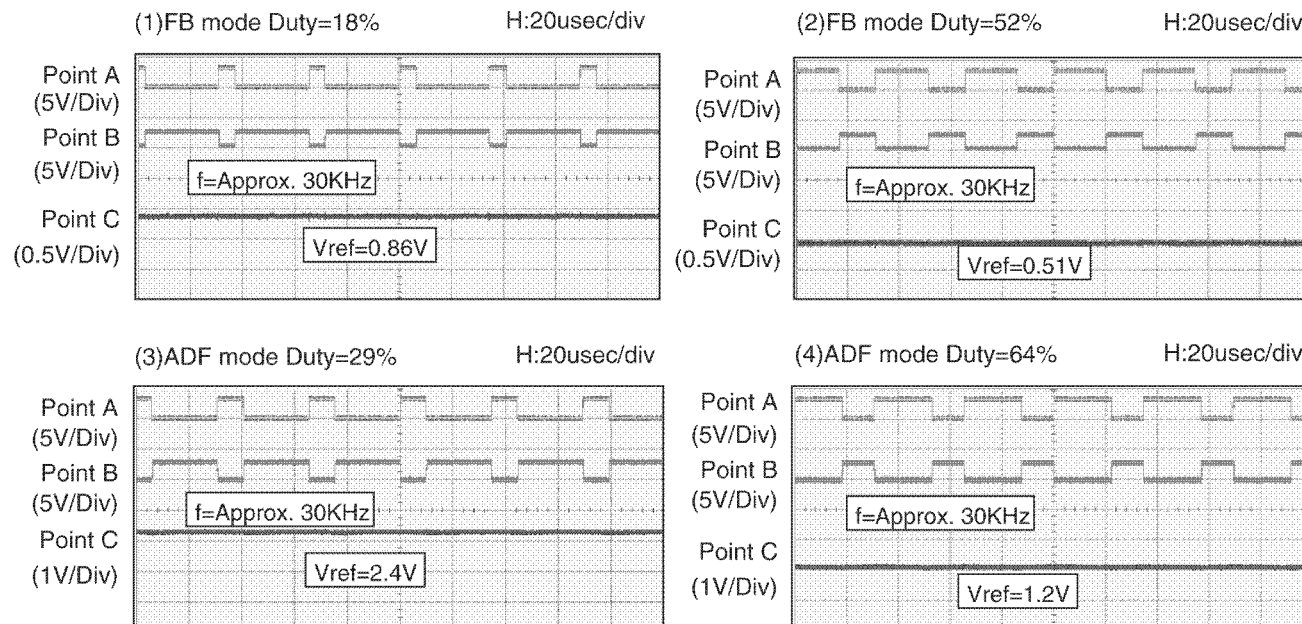 (1)FB mode Duty=18% H:20usec/div
Point A
(5V/Div)
Point B
(5V/Div)
f=Approx. 30KHz
Point C
(0.5V/Div)
Vref=0.86V
(2)FB mode Duty=52% H:20usec/div
Point A
(5V/Div)
Point B
(5V/Div)
f=Approx. 30KHz
Point C
(0.5V/Div)
Vref=0.51V
(3)ADF mode Duty=29% H:20usec/div
Point A
(5V/Div)
Point B
(5V/Div)
f=Approx. 30KHz
Point C
(1V/Div)
Vref=2.4V
(4)ADF mode Duty=64% H:20usec/div
Point A
(5V/Div)
Point B
(5V/Div)
f=Approx. 30KHz
Point C
(1V/Div)
Vref=1.2V